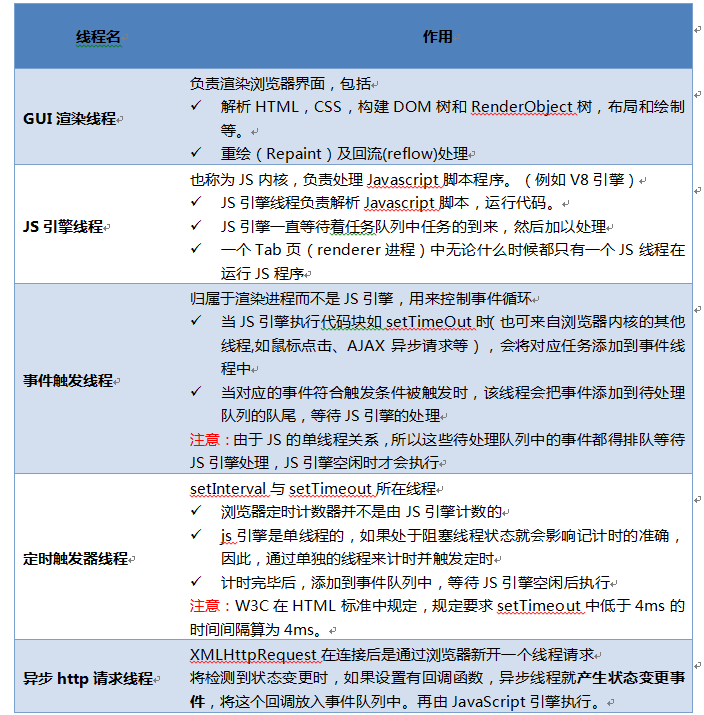 线程名 作用
GUI 渲染线程
负责渲染浏览器界面，包括
✓ 解析 HTML，CSS，构建 DOM 树和 RenderObject 树，布局和绘制
等。
✓ 重绘（Repaint）及回流(reflow)处理
JS 引擎线程
也称为 JS 内核，负责处理 Javascript 脚本程序。（例如 V8 引擎）
✓ JS 引擎线程负责解析 Javascript 脚本，运行代码。
✓ JS 引擎一直等待着任务队列中任务的到来，然后加以处理
✓ 一个 Tab 页（renderer 进程）中无论什么时候都只有一个 JS 线程在
运行 JS 程序
事件触发线程
归属于渲染进程而不是 JS 引擎，用来控制事件循环
✓ 当 JS 引擎执行代码块如 setTimeOut 时（也可来自浏览器内核的其他
线程,如鼠标点击、AJAX 异步请求等），会将对应任务添加到事件线
程中
✓ 当对应的事件符合触发条件被触发时，该线程会把事件添加到待处理
队列的队尾，等待 JS 引擎的处理
注意：由于 JS 的单线程关系，所以这些待处理队列中的事件都得排队等待
JS 引擎处理，JS 引擎空闲时才会执行
定时触发器线程
setInterval 与 setTimeout 所在线程
✓ 浏览器定时计数器并不是由 JS 引擎计数的
✓ js 引擎是单线程的，如果处于阻塞线程状态就会影响记计时的准确，
因此，通过单独的线程来计时并触发定时
✓ 计时完毕后，添加到事件队列中，等待 JS 引擎空闲后执行
注意：W3C 在 HTML 标准中规定，规定要求 setTimeout 中低于 4ms 的
时间间隔算为 4ms。
异步 http 请求线程
XMLHttpRequest 在连接后是通过浏览器新开一个线程请求
将检测到状态变更时，如果设置有回调函数，异步线程就产生状态变更事
件，将这个回调放入事件队列中。再由 JavaScript 引擎执行。